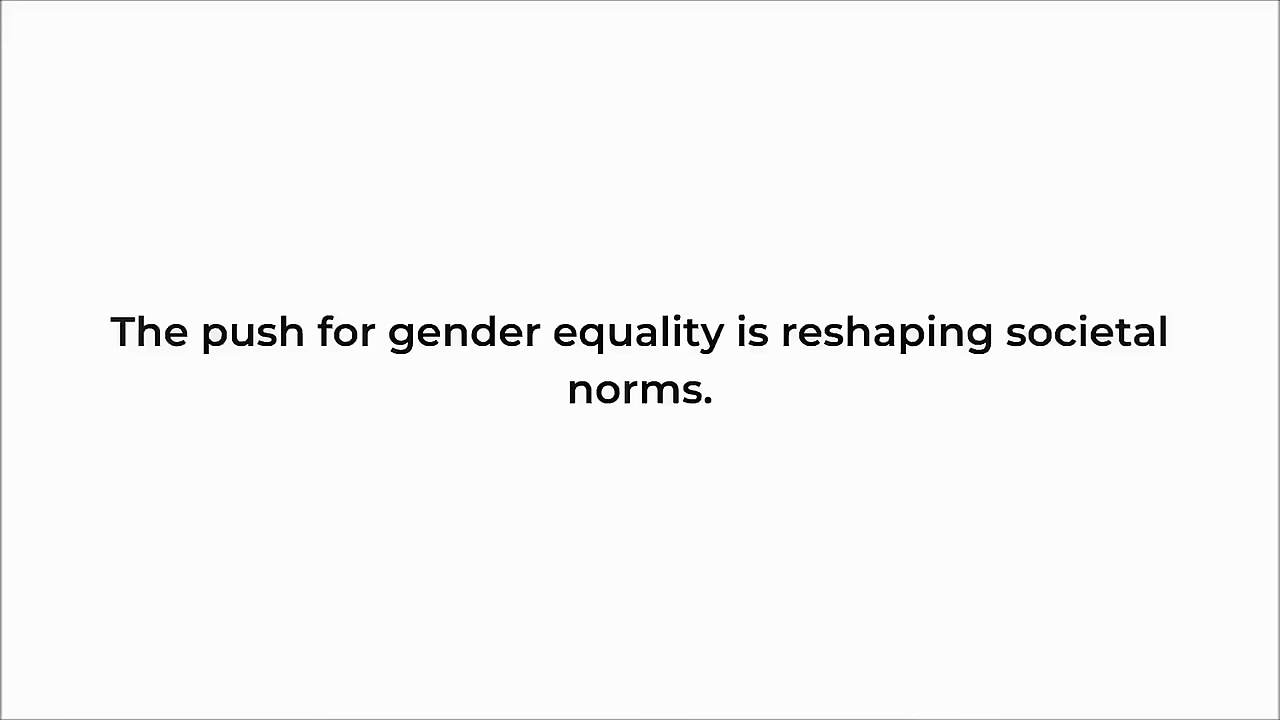 The push for gender equality is reshaping societal
norms.